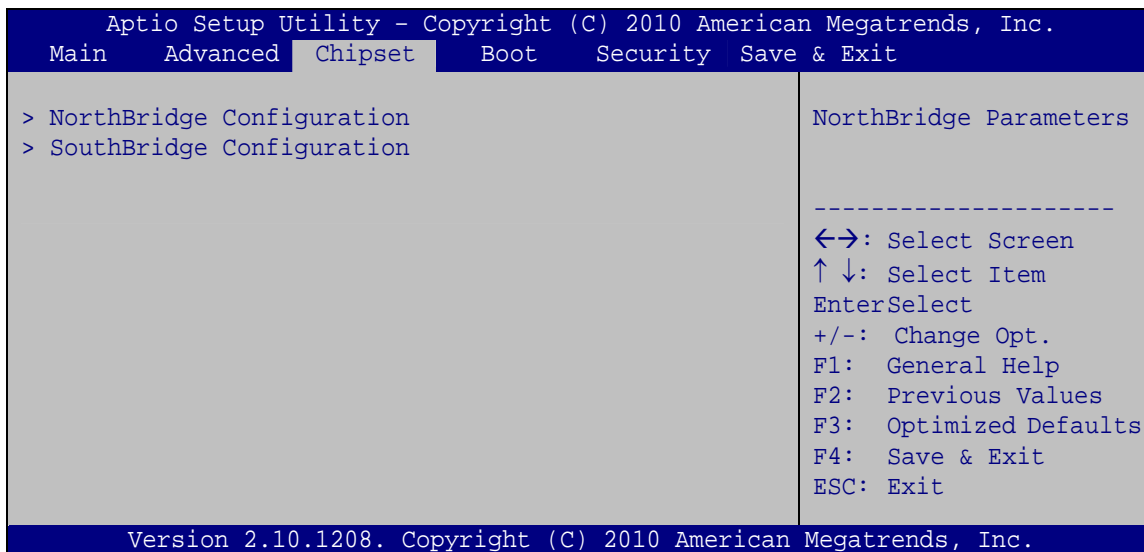 Aptio Setup Utility – Copyright (C) 2010 American Megatrends, Inc.
Main Advanced Chipset Boot Security Save & Exit
> NorthBridge Configuration
> SouthBridge Configuration
NorthBridge Parameters
---------------------
←→: Select Screen
↑ ↓: Select Item
EnterSelect
+/-: Change Opt.
F1: General Help
F2: Previous Values
F3: Optimized Defaults
F4: Save & Exit
ESC: Exit
Version 2.10.1208. Copyright (C) 2010 American Megatrends, Inc.